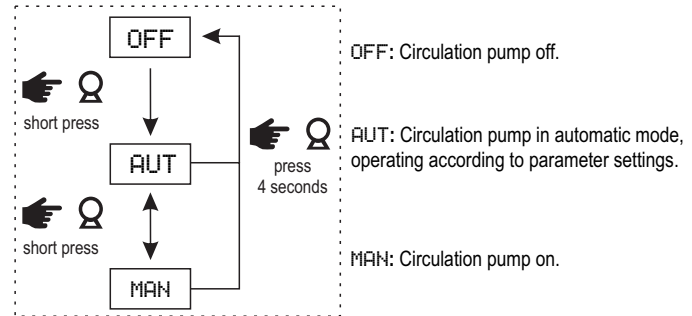 OFF
OFF: Circulation pump off.
short press
AUT
press
4 seconds
AUT: Circulation pump in automatic mode,
operating according to parameter settings.
short press
MAN
MAN: Circulation pump on.